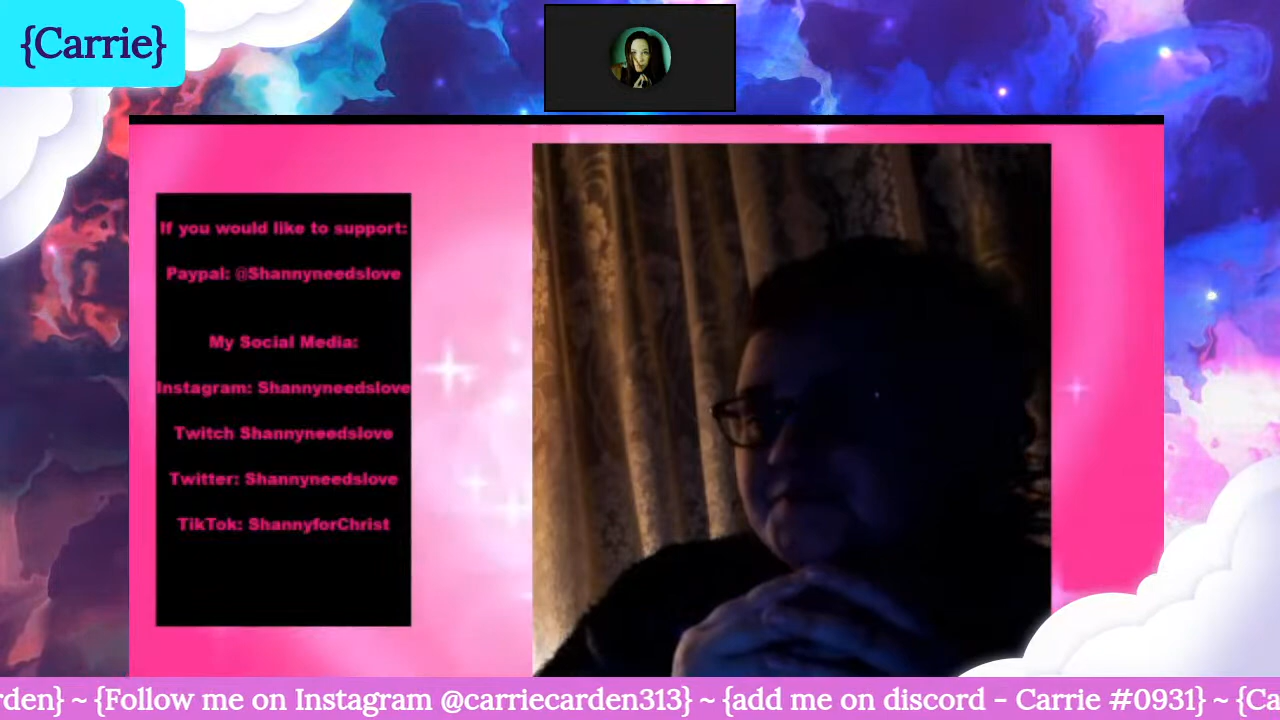 {Carrie}
If you would like to support:
Paypal: @Shannyneedslove
My Social Media:
Instagram: Shannyneedslove
Twitch Shannyneedslove
Twitter: Shannyneedslove
TikTok: ShannyforChrist
rden} ~ {Follow me on Instagram @carriecarden313} ~ {add me on discord - Carrie #0931} ~ {Ca